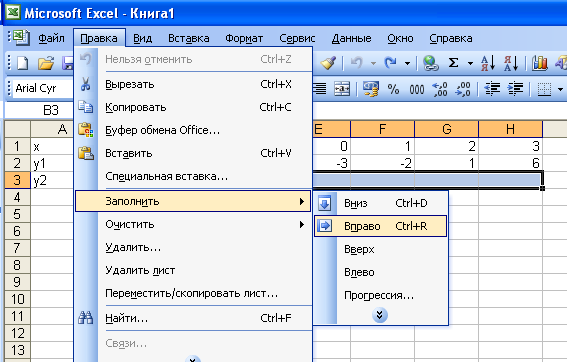 Microsoft Excel - Книга1
Файл Правка Вид Вставка Формат Сервис Данные Окно Справка
Нельзя отменить Ctrl+Z
Вырезать Ctrl+X
Копировать Ctrl+C
Буфер обмена Office...
Вставить Ctrl+V
Специальная вставка...
Заполнить
Очистить
Удалить...
Удалить лист
Переместить/скопировать лист...
Найти... Ctrl+F
Связи...
Вниз Ctrl+D
Вправо Ctrl+R
Вверх
Влево
Прогрессия...
Arial Cyr % 000
B3
A E F G H
1 x 0 1 2 3
2 y1 -3 -2 1 6
3 y2
4
5
6
7
8
9
10
11
12
13